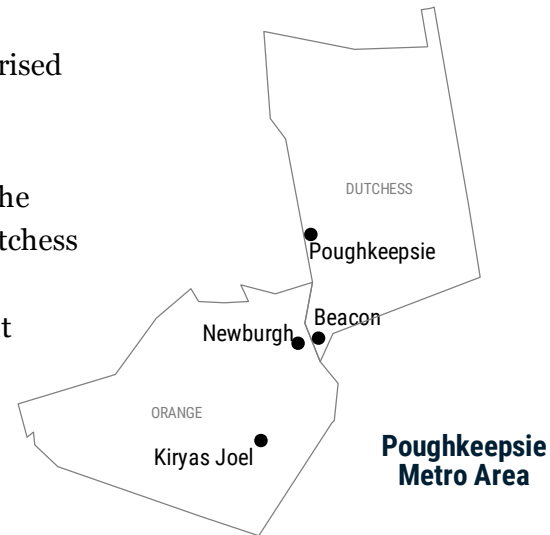 DUTCHESS
Poughkeepsie
Beacon
Newburgh
ORANGE
Kiryas Joel
Poughkeepsie
Metro Area